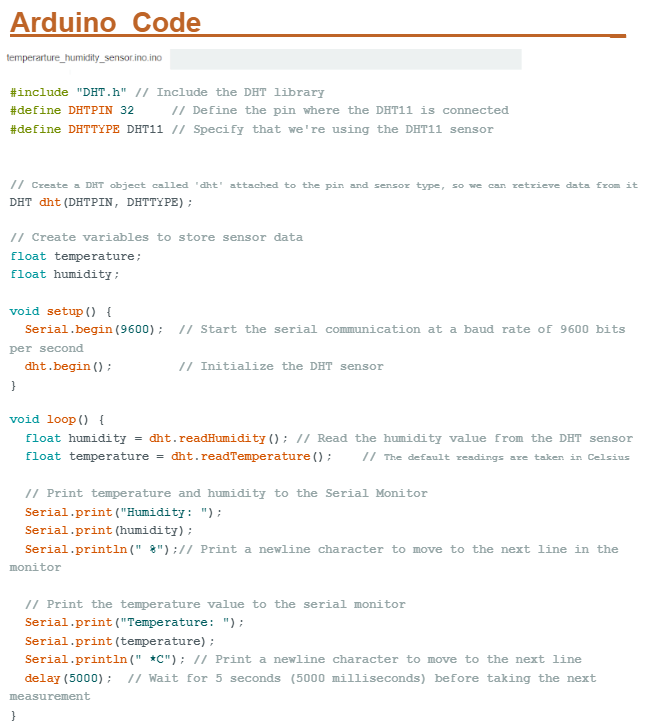 Arduino Code
temperarture_humidity_sensor.ino.ino
#include "DHT.h" // Include the DHT library
#define DHTPIN 32     // Define the pin where the DHT11 is connected
#define DHTTYPE DHT11 // Specify that we're using the DHT11 sensor
// Create a DHT object called 'dht' attached to the pin and sensor type, so we can retrieve data from it
DHT dht(DHTPIN, DHTTYPE);
// Create variables to store sensor data
float temperature;
float humidity;
void setup() {
  Serial.begin(9600);  // Start the serial communication at a baud rate of 9600 bits
per second
  dht.begin();         // Initialize the DHT sensor
}
void loop() {
  float humidity = dht.readHumidity(); // Read the humidity value from the DHT sensor
  float temperature = dht.readTemperature();    // The default readings are taken in Celsius
  // Print temperature and humidity to the Serial Monitor
  Serial.print("Humidity: ");
  Serial.print(humidity);
  Serial.println(" %");// Print a newline character to move to the next line in the
monitor
  // Print the temperature value to the serial monitor
  Serial.print("Temperature: ");
  Serial.print(temperature);
  Serial.println(" *C"); // Print a newline character to move to the next line
  delay(5000);  // Wait for 5 seconds (5000 milliseconds) before taking the next
measurement
}